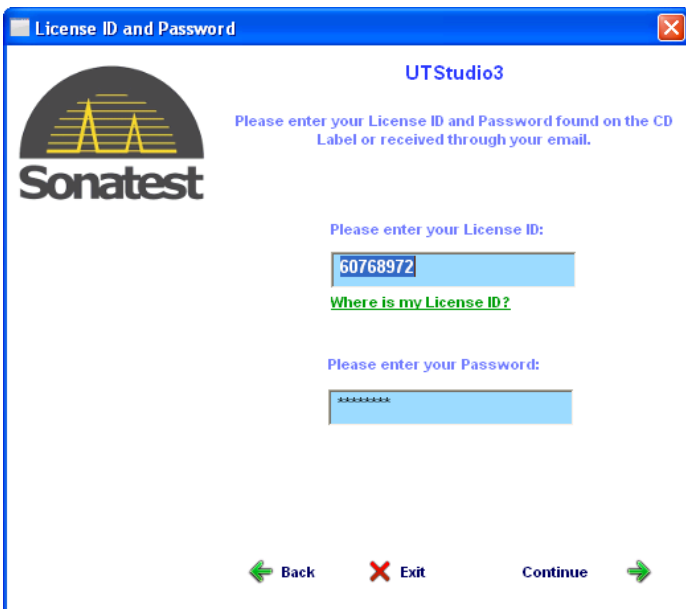 License ID and Password
UTStudio3
Please enter your License ID and Password found on the CD
Label or received through your email.
Sonatest
Please enter your License ID:
60768972
Where is my License ID?
Please enter your Password:
********
Back
Exit
Continue